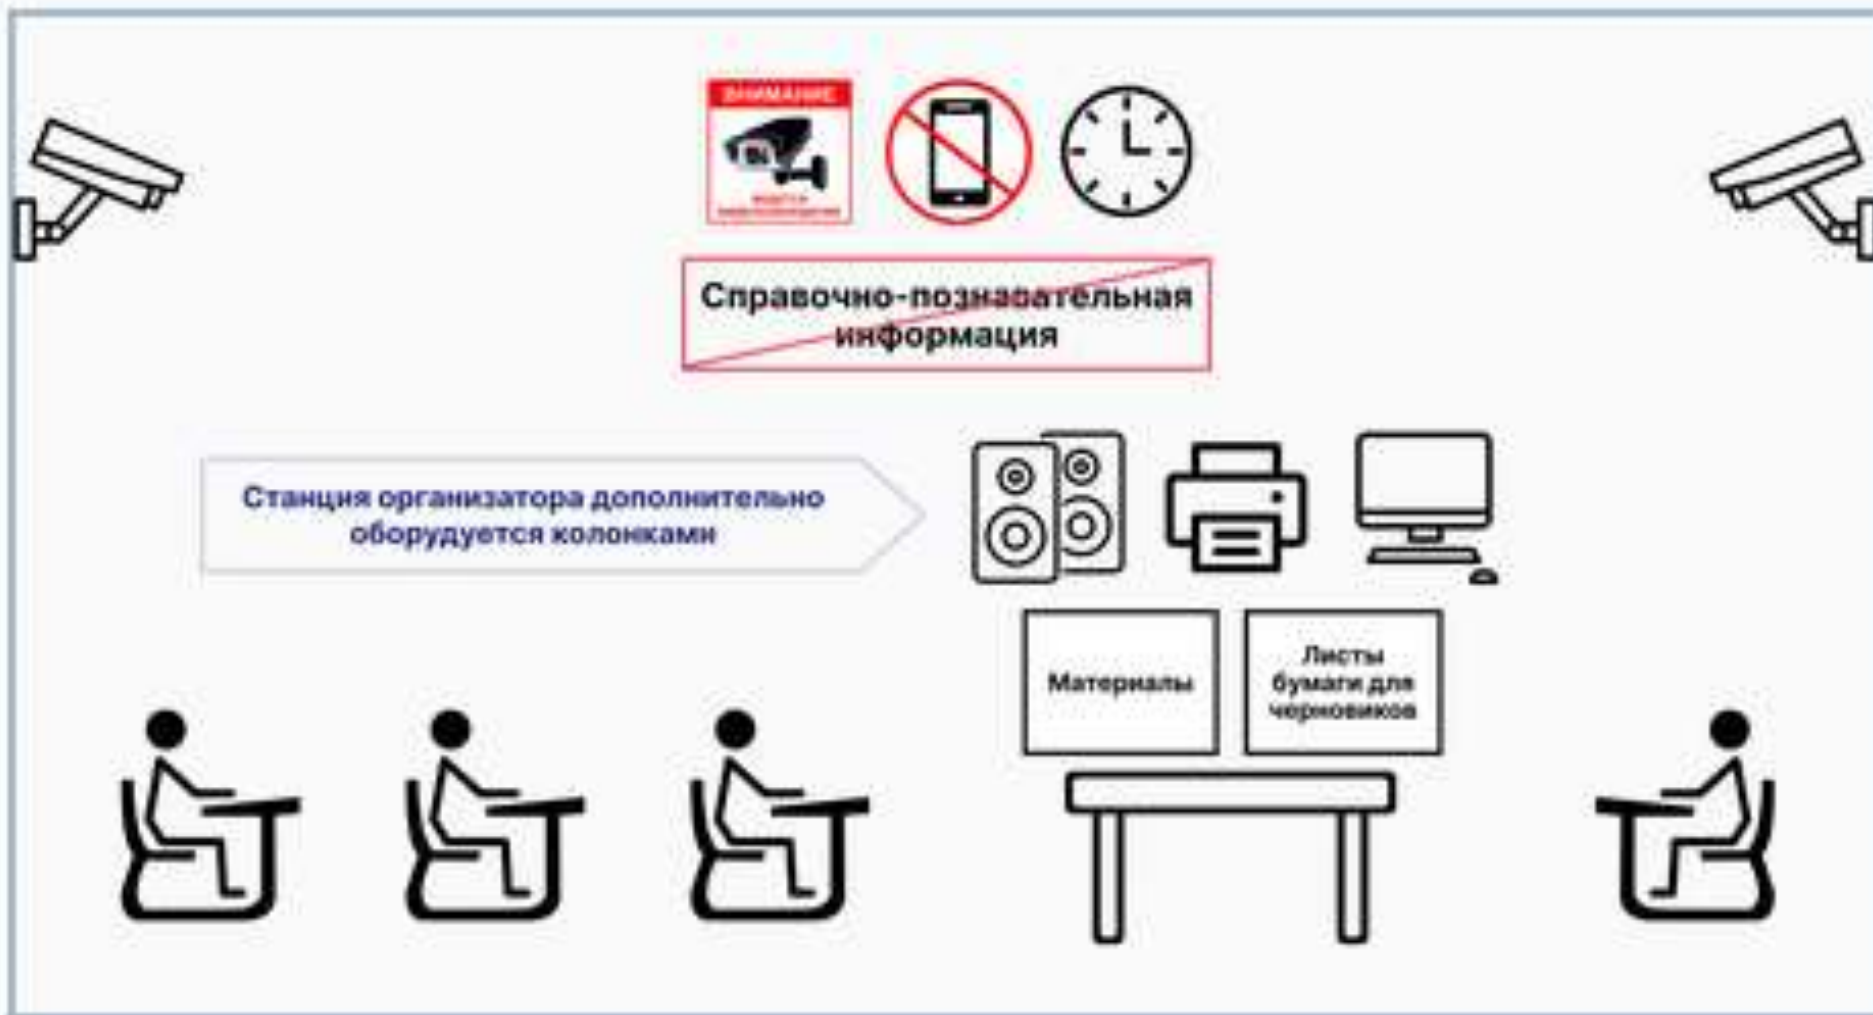 ВНИМАНИЕ
Справочно-познавательная
информация
Станция организатора дополнительно
оборудуется колонками
Материалы
Листы
бумаги для
черновиков